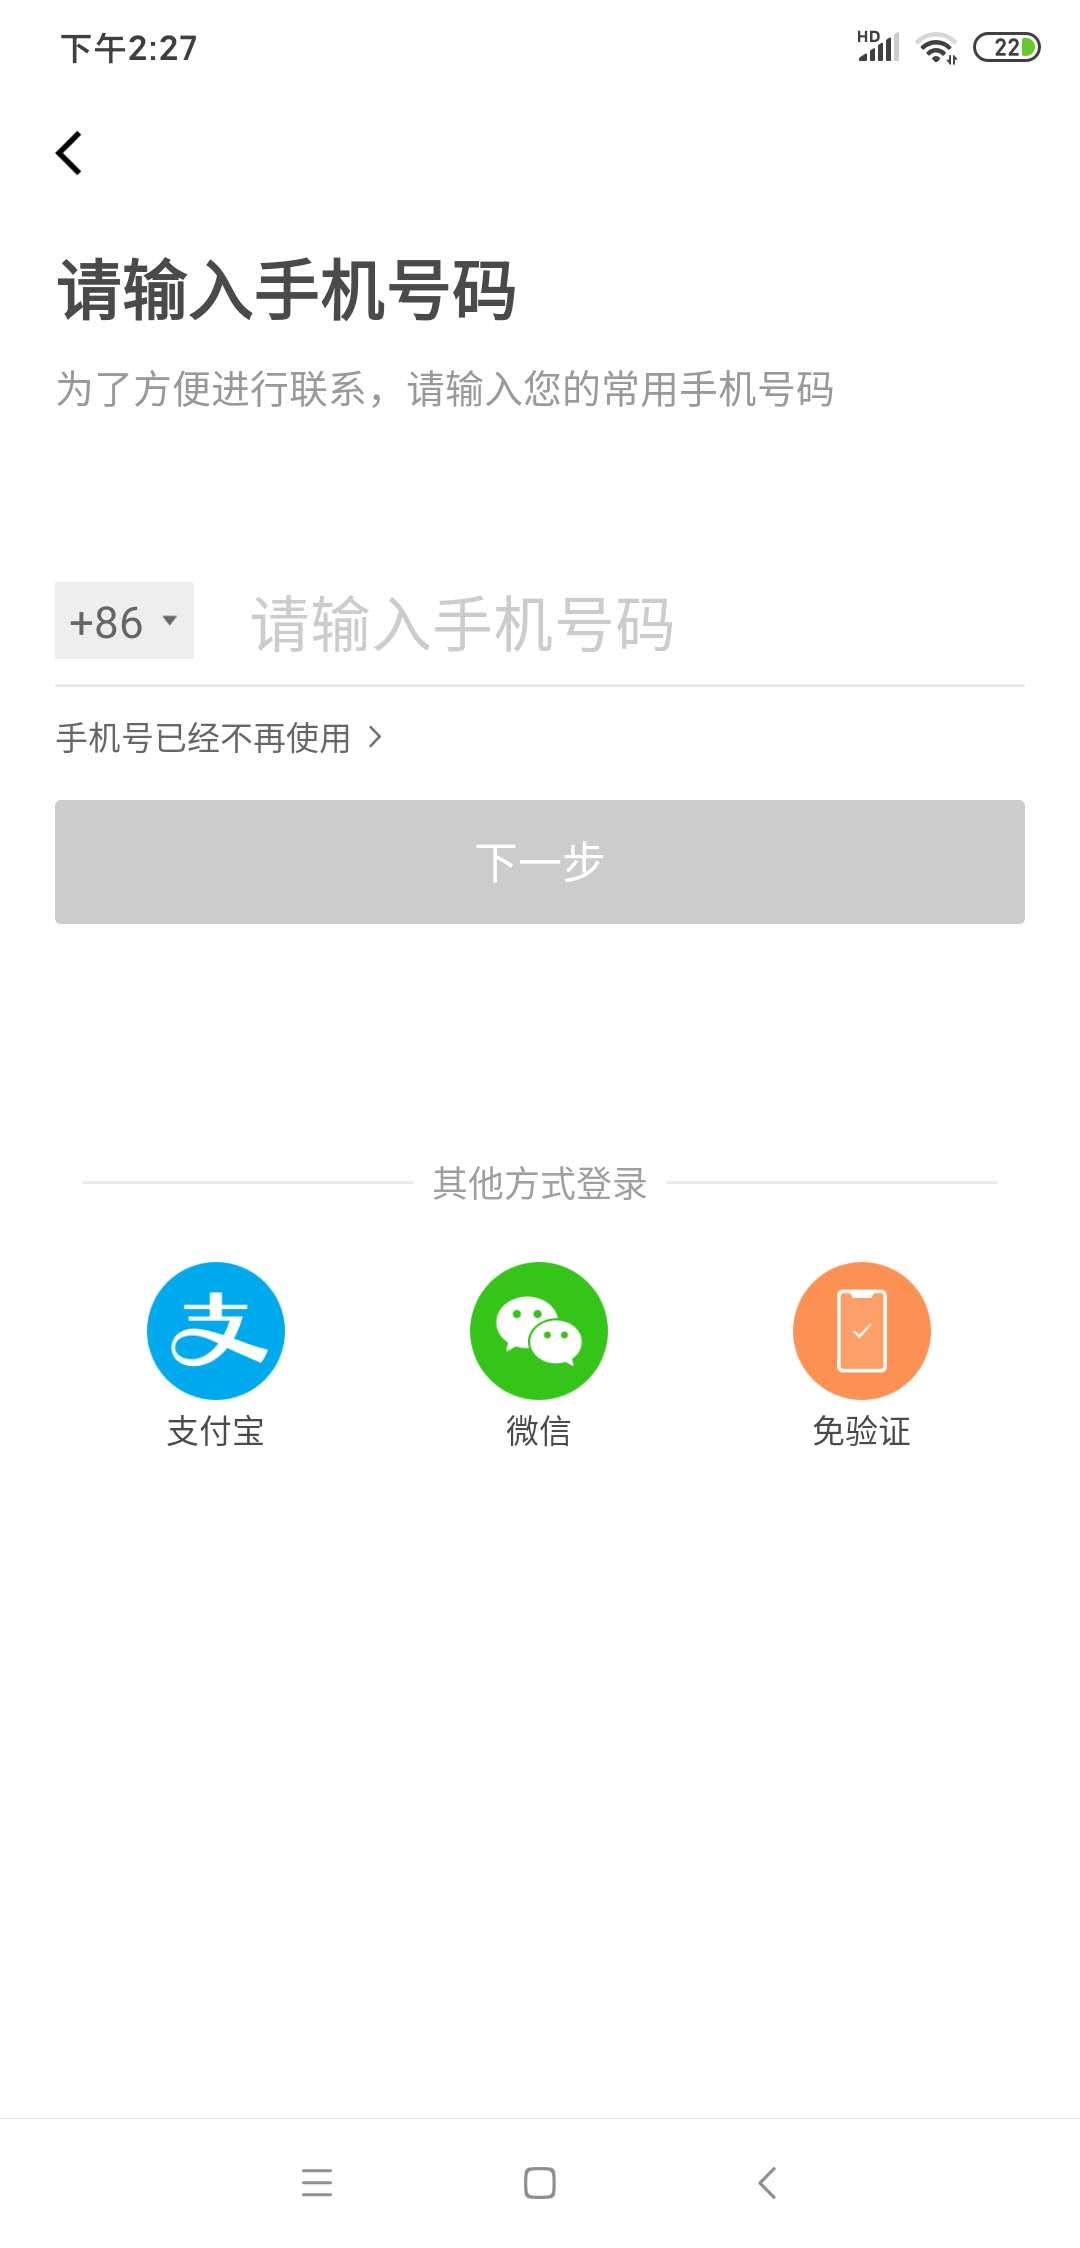 下午2:27
HD
22
请输入手机号码
为了方便进行联系，请输入您的常用手机号码
+86 请输入手机号码
手机号已经不再使用
下一步
其他方式登录
支
支付宝 微信 免验证